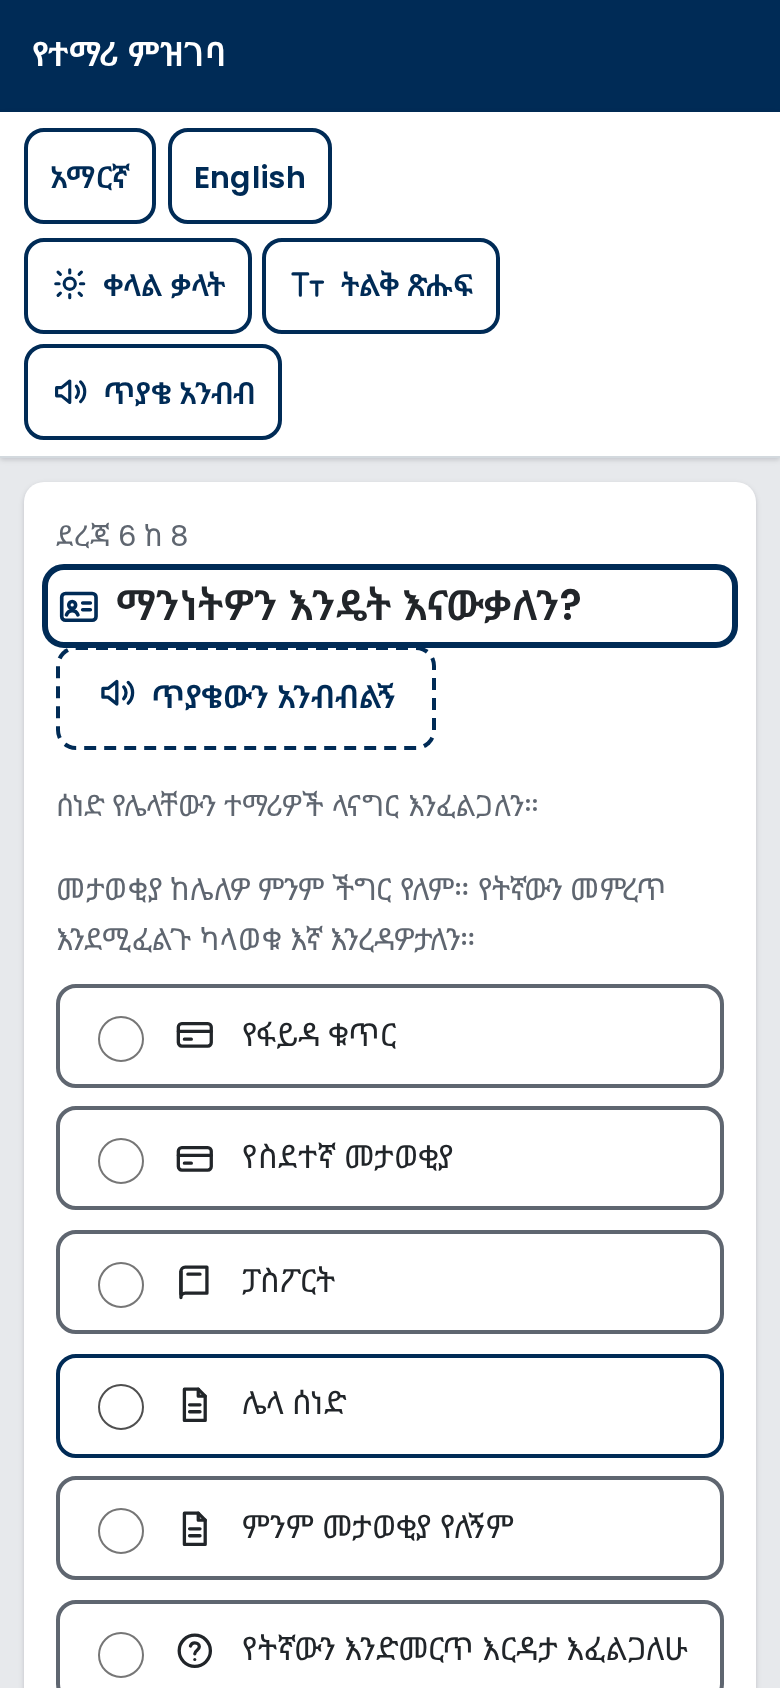 የተማሪ ምዝገባ
አማርኛ
English
ቀላል ቃላት
ትልቅ ጽሑፍ
ጥያቄ አንብብ
ደረጃ 6 ከ 8
ማንነትዎን እንዴት እናውቃለን?
ጥያቄውን አንብብልኝ
ሰነድ የሌላቸውን ተማሪዎች ላናግር እንፈልጋለን።
መታወቂያ ከሌለዎ ምንም ችግር የለም። የትኛውን መምረጥ
እንደሚፈልጉ ካላወቁ እኛ እንረዳዎታለን።
የፋይዳ ቁጥር
የስደተኛ መታወቂያ
ፓስፖርት
ሌላ ሰነድ
ምንም መታወቂያ የለኝም
የትኛውን እንድመርጥ እርዳታ እፈልጋለሁ